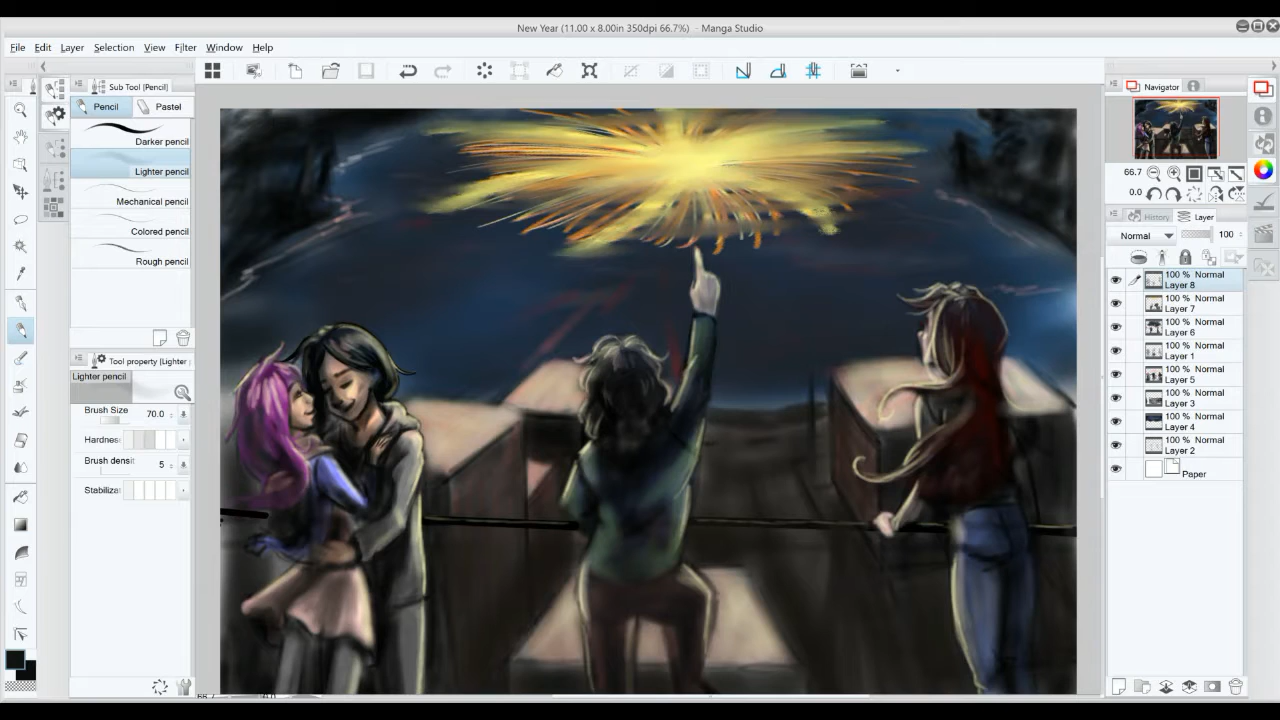 New Year (11.00 x 8.00in 350dpi 66.7%) - Manga Studio
File Edit Layer Selection View Filter Window Help
Sub Tool [Pencil]
Pencil Pastel
Darker pencil
Lighter pencil
Mechanical pencil
Colored pencil
Rough pencil
Tool property [Lighter
Lighter pencil
Brush Size 70.0
Hardnes
Brush densit 5
Stabiliza
Navigator
66.7
0.0
History Layer
Normal 100
100 % Normal
Layer 8
100 % Normal
Layer 7
100 % Normal
Layer 6
100 % Normal
Layer 1
100 % Normal
Layer 5
100 % Normal
Layer 3
100 % Normal
Layer 4
100 % Normal
Layer 2
Paper